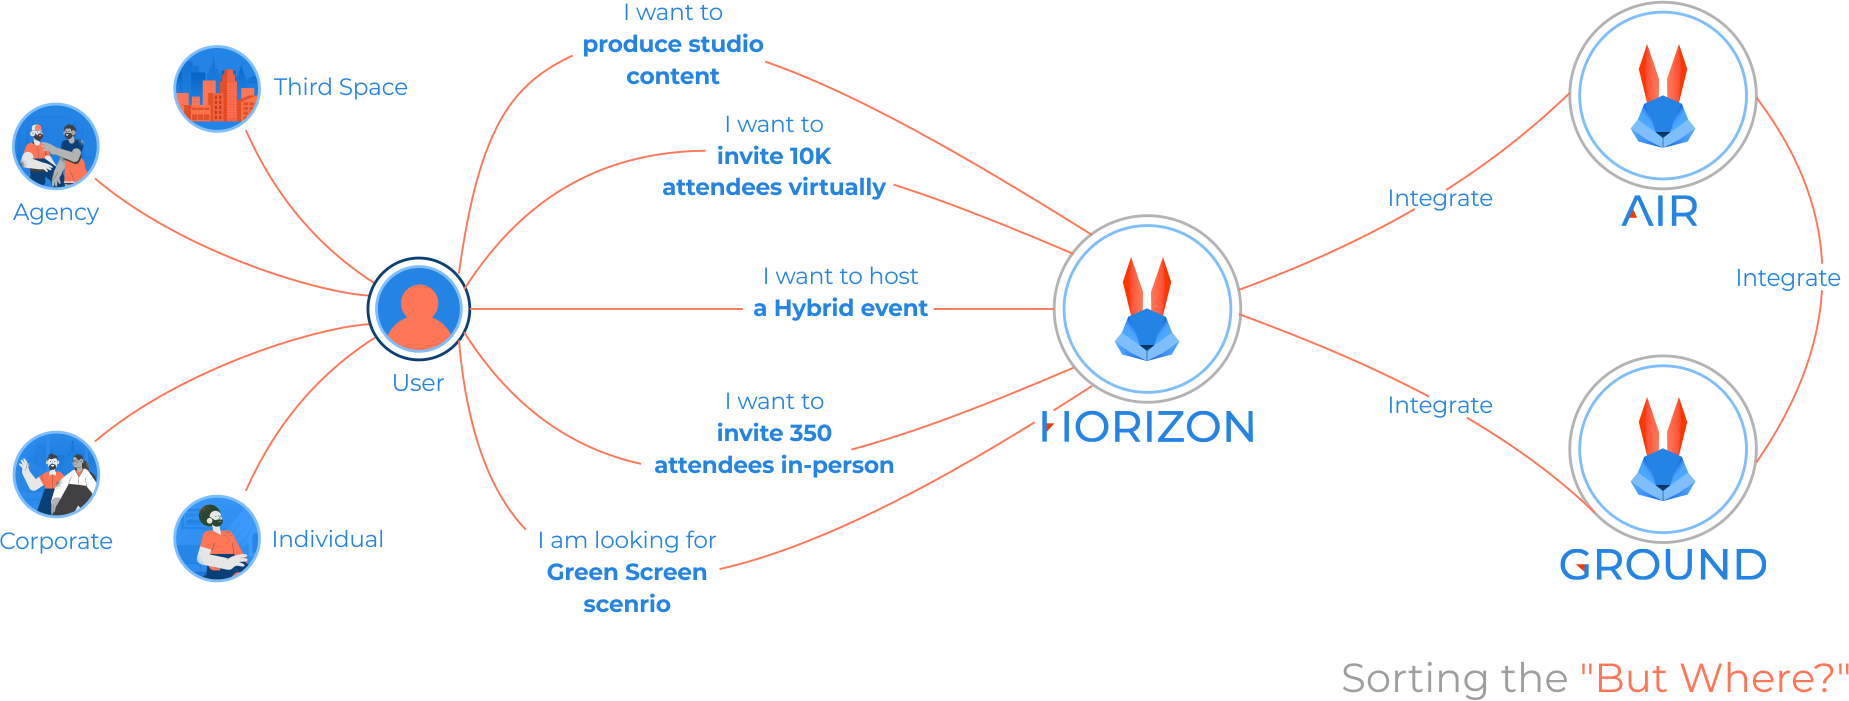 Third Space
Agency
User
Corporate
Individual
I want to
produce studio
content
I want to
invite 10K
attendees virtually
I want to host
a Hybrid event
I want to
invite 350
attendees in-person
I am looking for
Green Screen
scenrio
HORIZON
Integrate
Integrate
Integrate
AIR
GROUND
Sorting the "But Where?"